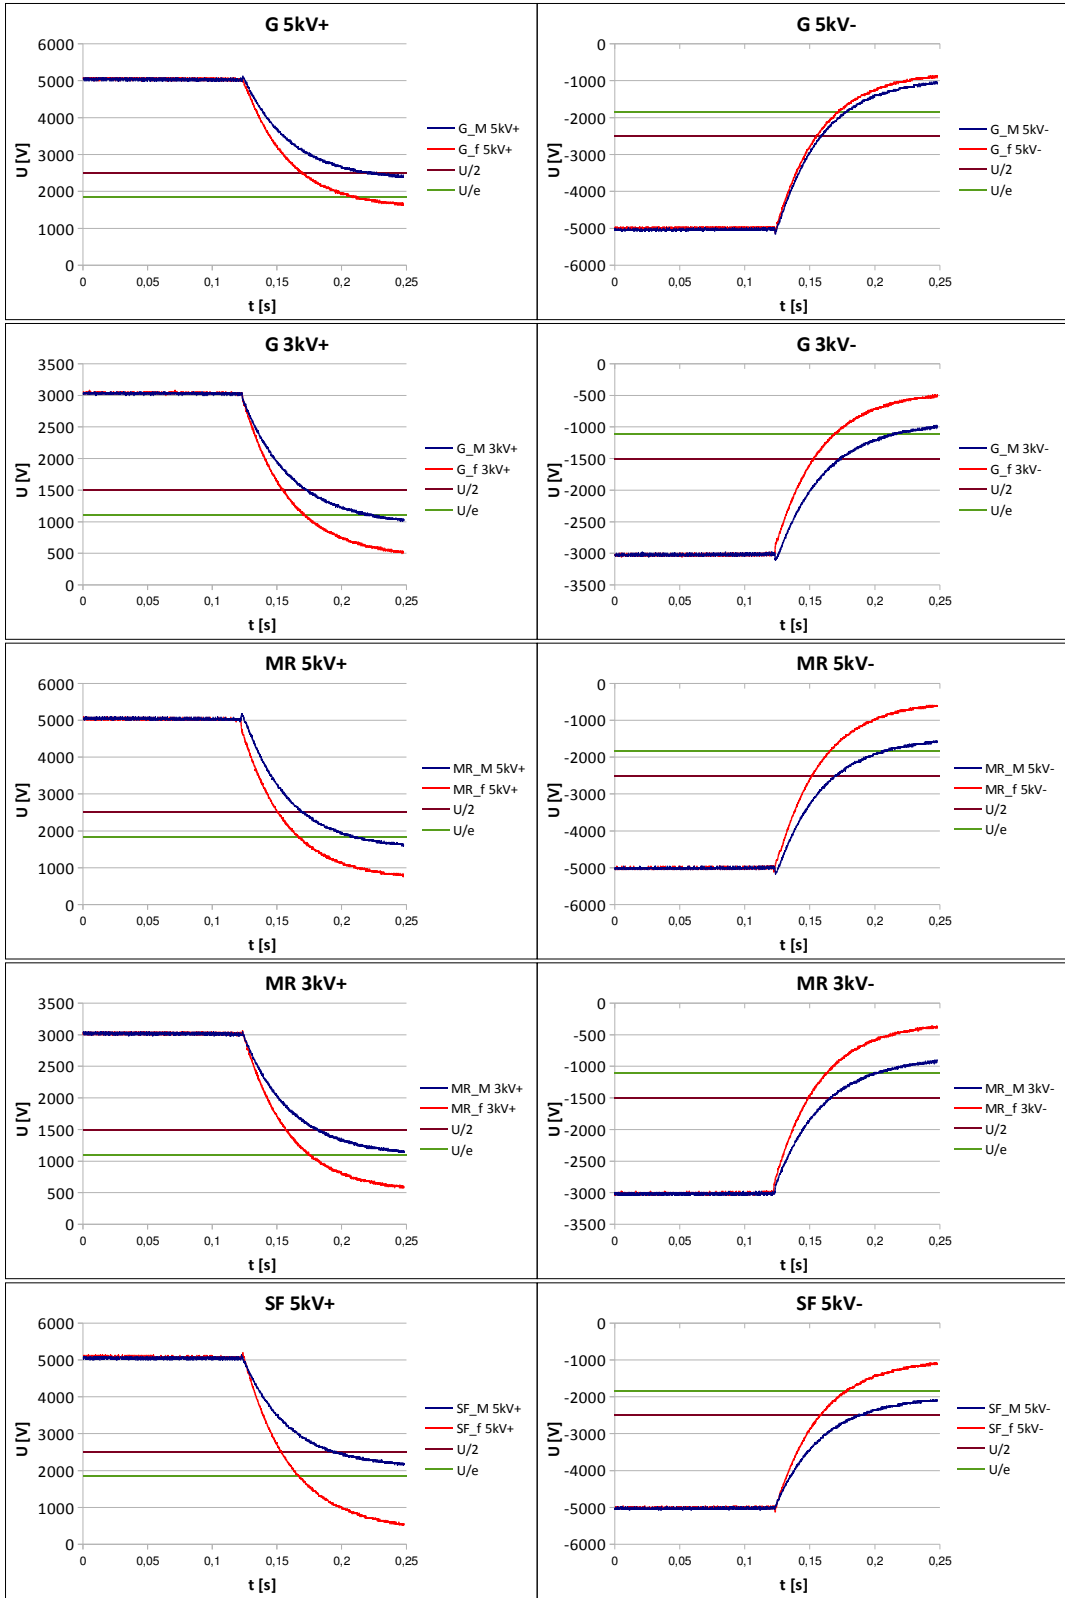 G 5kV+
6000
5000
4000
3000
2000
1000
0
U [V]
0 0,05 0,1 0,15 0,2 0,25
t [s]
G_M 5kV+
G_f 5kV+
U/2
U/e
G 5kV-
0
-1000
-2000
-3000
-4000
-5000
-6000
U [V]
0 0,05 0,1 0,15 0,2 0,25
t [s]
G_M 5kV-
G_f 5kV-
U/2
U/e
G 3kV+
3500
3000
2500
2000
1500
1000
500
0
U [V]
0 0,05 0,1 0,15 0,2 0,25
t [s]
G_M 3kV+
G_f 3kV+
U/2
U/e
G 3kV-
0
-500
-1000
-1500
-2000
-2500
-3000
-3500
U [V]
0 0,05 0,1 0,15 0,2 0,25
t [s]
G_M 3kV-
G_f 3kV-
U/2
U/e
MR 5kV+
6000
5000
4000
3000
2000
1000
0
U [V]
0 0,05 0,1 0,15 0,2 0,25
t [s]
MR_M 5kV+
MR_f 5kV+
U/2
U/e
MR 5kV-
0
-1000
-2000
-3000
-4000
-5000
-6000
U [V]
0 0,05 0,1 0,15 0,2 0,25
t [s]
MR_M 5kV-
MR_f 5kV-
U/2
U/e
MR 3kV+
3500
3000
2500
2000
1500
1000
500
0
U [V]
0 0,05 0,1 0,15 0,2 0,25
t [s]
MR_M 3kV+
MR_f 3kV+
U/2
U/e
MR 3kV-
0
-500
-1000
-1500
-2000
-2500
-3000
-3500
U [V]
0 0,05 0,1 0,15 0,2 0,25
t [s]
MR_M 3kV-
MR_f 3kV-
U/2
U/e
SF 5kV+
6000
5000
4000
3000
2000
1000
0
U [V]
0 0,05 0,1 0,15 0,2 0,25
t [s]
SF_M 5kV+
SF_f 5kV+
U/2
U/e
SF 5kV-
0
-1000
-2000
-3000
-4000
-5000
-6000
U [V]
0 0,05 0,1 0,15 0,2 0,25
t [s]
SF_M 5kV-
SF_f 5kV-
U/2
U/e